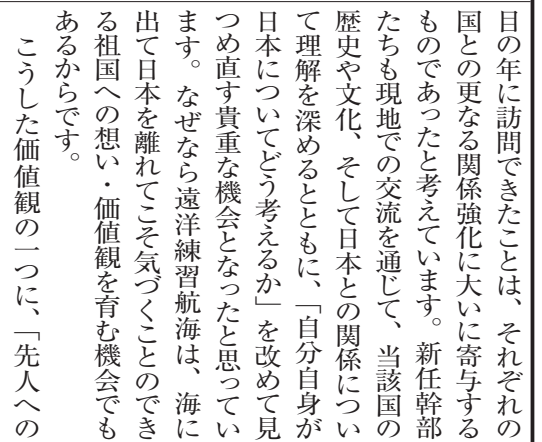 目の年に訪問できたことは、それぞれの
国との更なる関係強化に大いに寄与する
ものであったと考えています。新任幹部
たちも現地での交流を通じて、当該国の
歴史や文化、そして日本との関係につい
て理解を深めるとともに、「自分自身が
日本についてどう考えるか」を改めて見
つめ直す貴重な機会となったと思ってい
ます。なぜなら遠洋練習航海は、海に
出て日本を離れてこそ気づくことのでき
る祖国への想い・価値観を育む機会でも
あるからです。
こうした価値観の一つに、「先人への